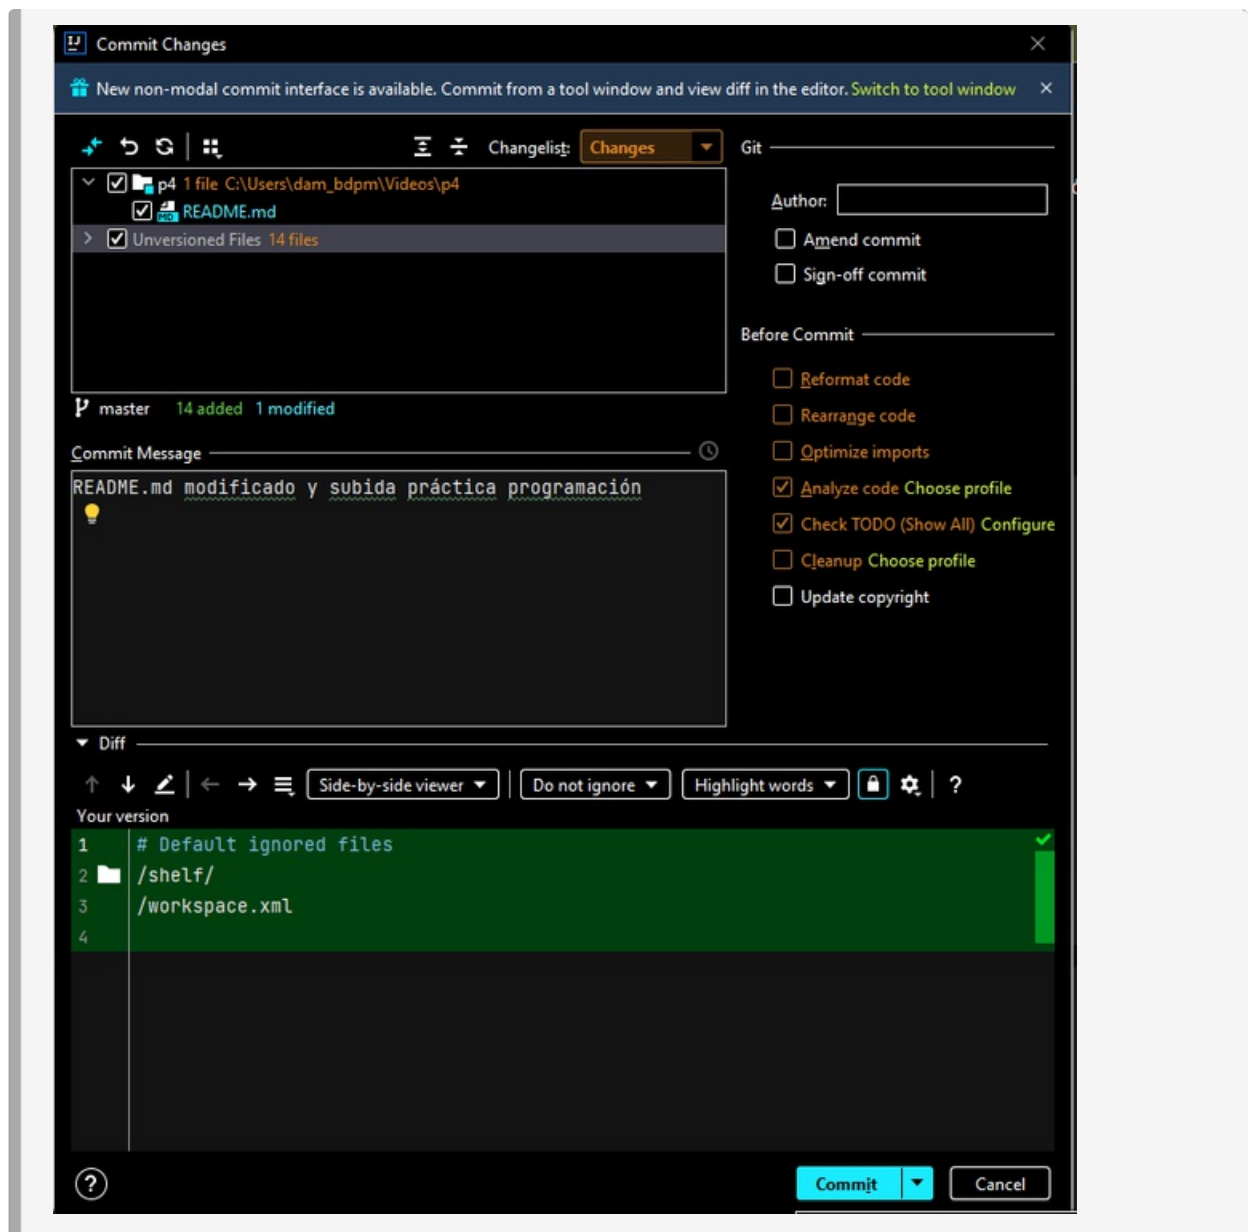 Commit Changes
New non-modal commit interface is available. Commit from a tool window and view diff in the editor. Switch to tool window
Changelist: Changes
p4 1 file C:\Users\dam_bdpm\Videos\p4
README.md
Unversioned Files 14 files
master 14 added 1 modified
Git
Author:
Amend commit
Sign-off commit
Before Commit
Reformat code
Rearrange code
Optimize imports
Analyze code Choose profile
Check TODO (Show All) Configure
Cleanup Choose profile
Update copyright
Commit Message
README.md modificado y subida práctica programación
Diff
Side-by-side viewer Do not ignore Highlight words ?
Your version
1 # Default ignored files
2 /shelf/
3 /workspace.xml
4
? Commit Cancel